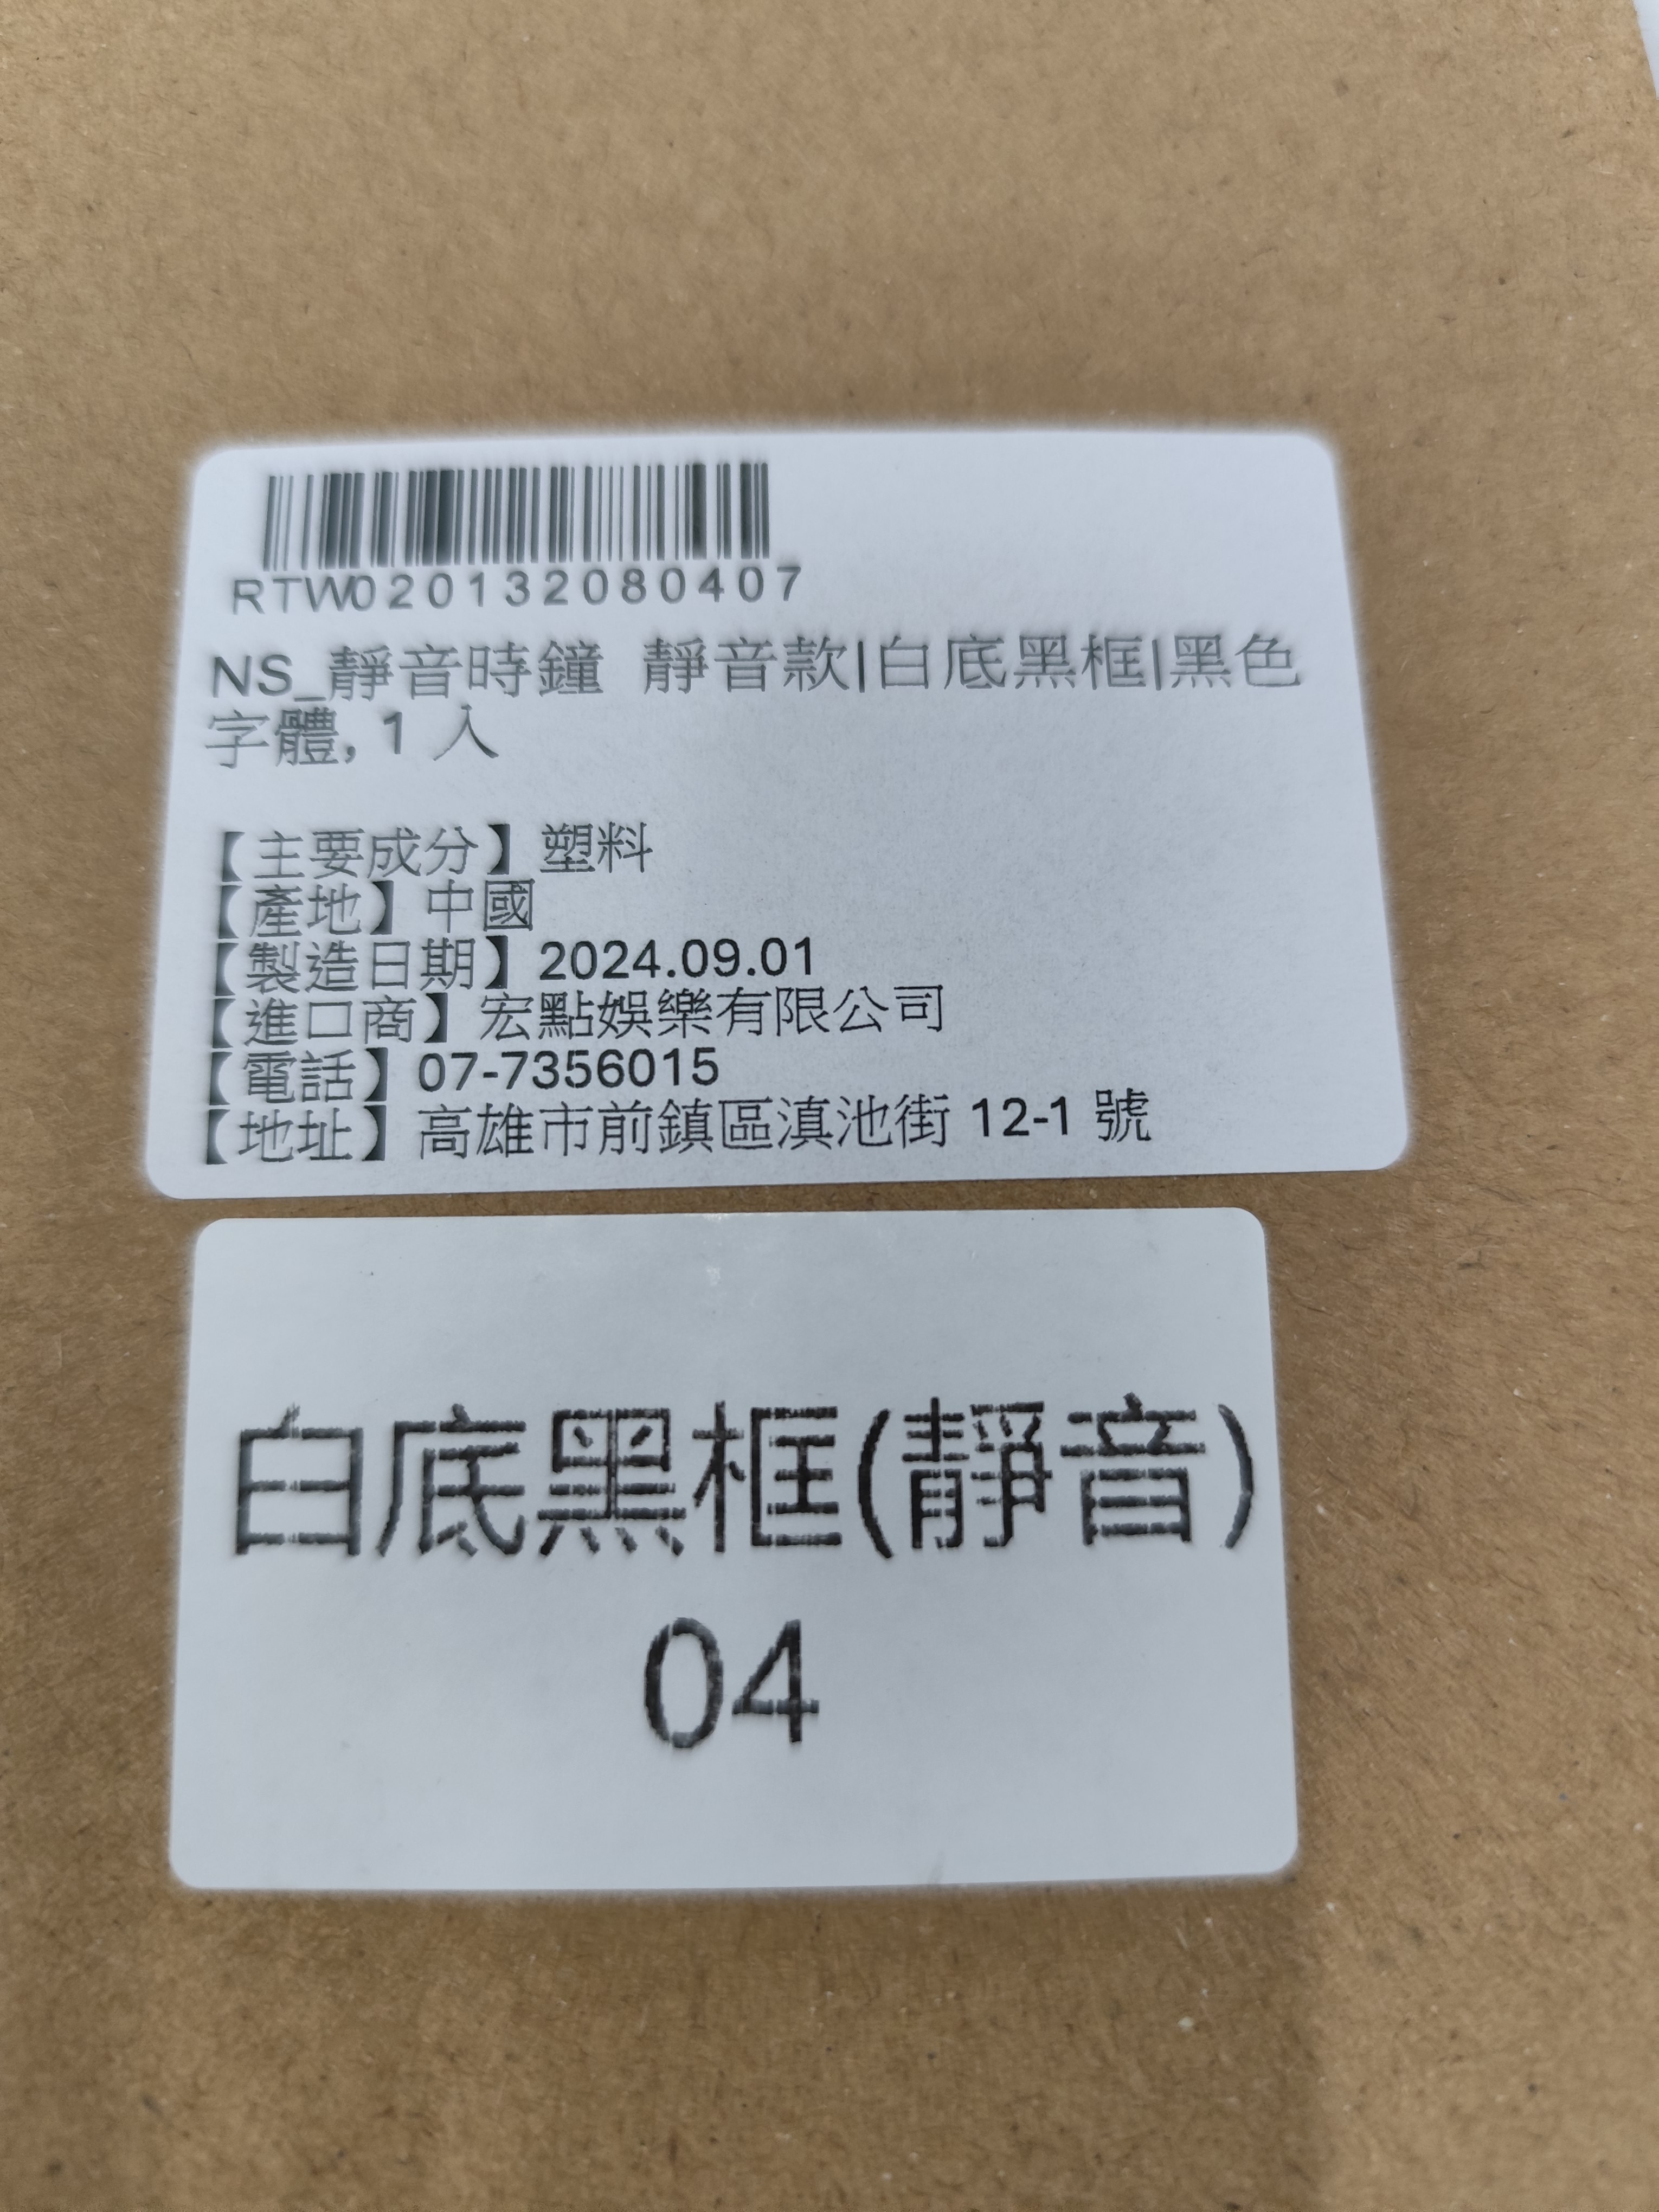 RTW020132080407
NS_靜音時鐘 靜音款|白底黑框|黑色
字體, 1 入
【主要成分】塑料
【產地】中國
【製造日期】2024.09.01
【進口商】宏點娛樂有限公司
【電話】07-7356015
【地址】高雄市前鎮區滇池街 12-1 號
白底黑框(靜音)
04